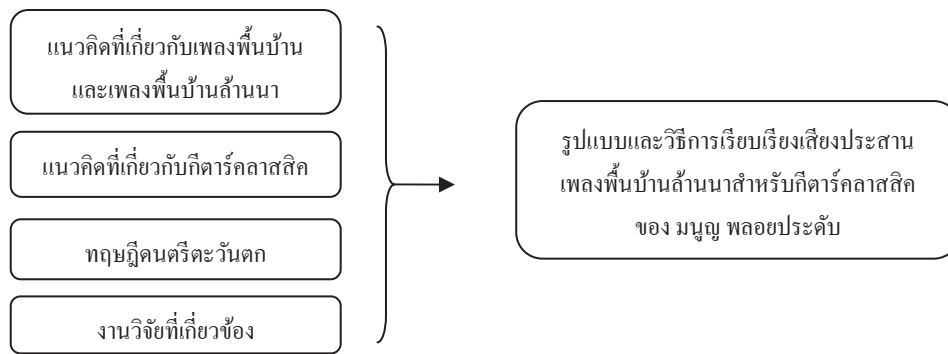 แนวคิดที่เกี่ยวกับเพลงพื้นบ้าน
และเพลงพื้นบ้านล้านนา
แนวคิดที่เกี่ยวกับกีตาร์คลาสสิค
ทฤษฎีดนตรีตะวันตก
งานวิจัยที่เกี่ยวข้อง
รูปแบบและวิธีการเรียบเรียงเสียงประสาน
เพลงพื้นบ้านล้านนาสำหรับกีตาร์คลาสสิค
ของ มนูญ พลอยประดับ